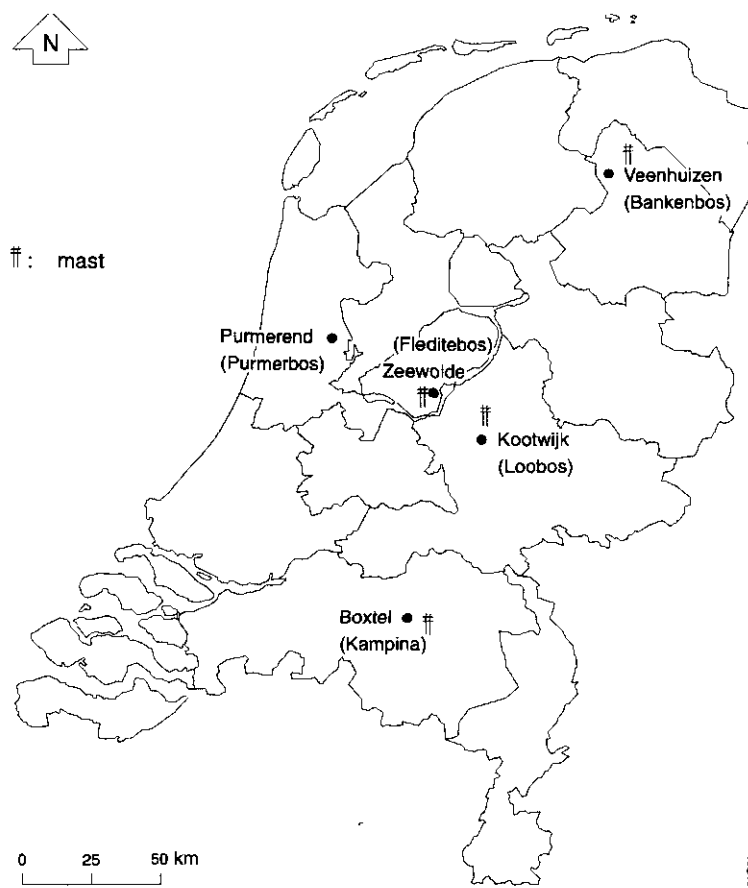 N
Veenhuizen
(Bankenbos)
⌗: mast
Purmerend
(Purmerbos)
(Fleditebos)
Zeewolde
Kootwijk
(Loobos)
Boxtel
(Kampina)
0 25 50 km